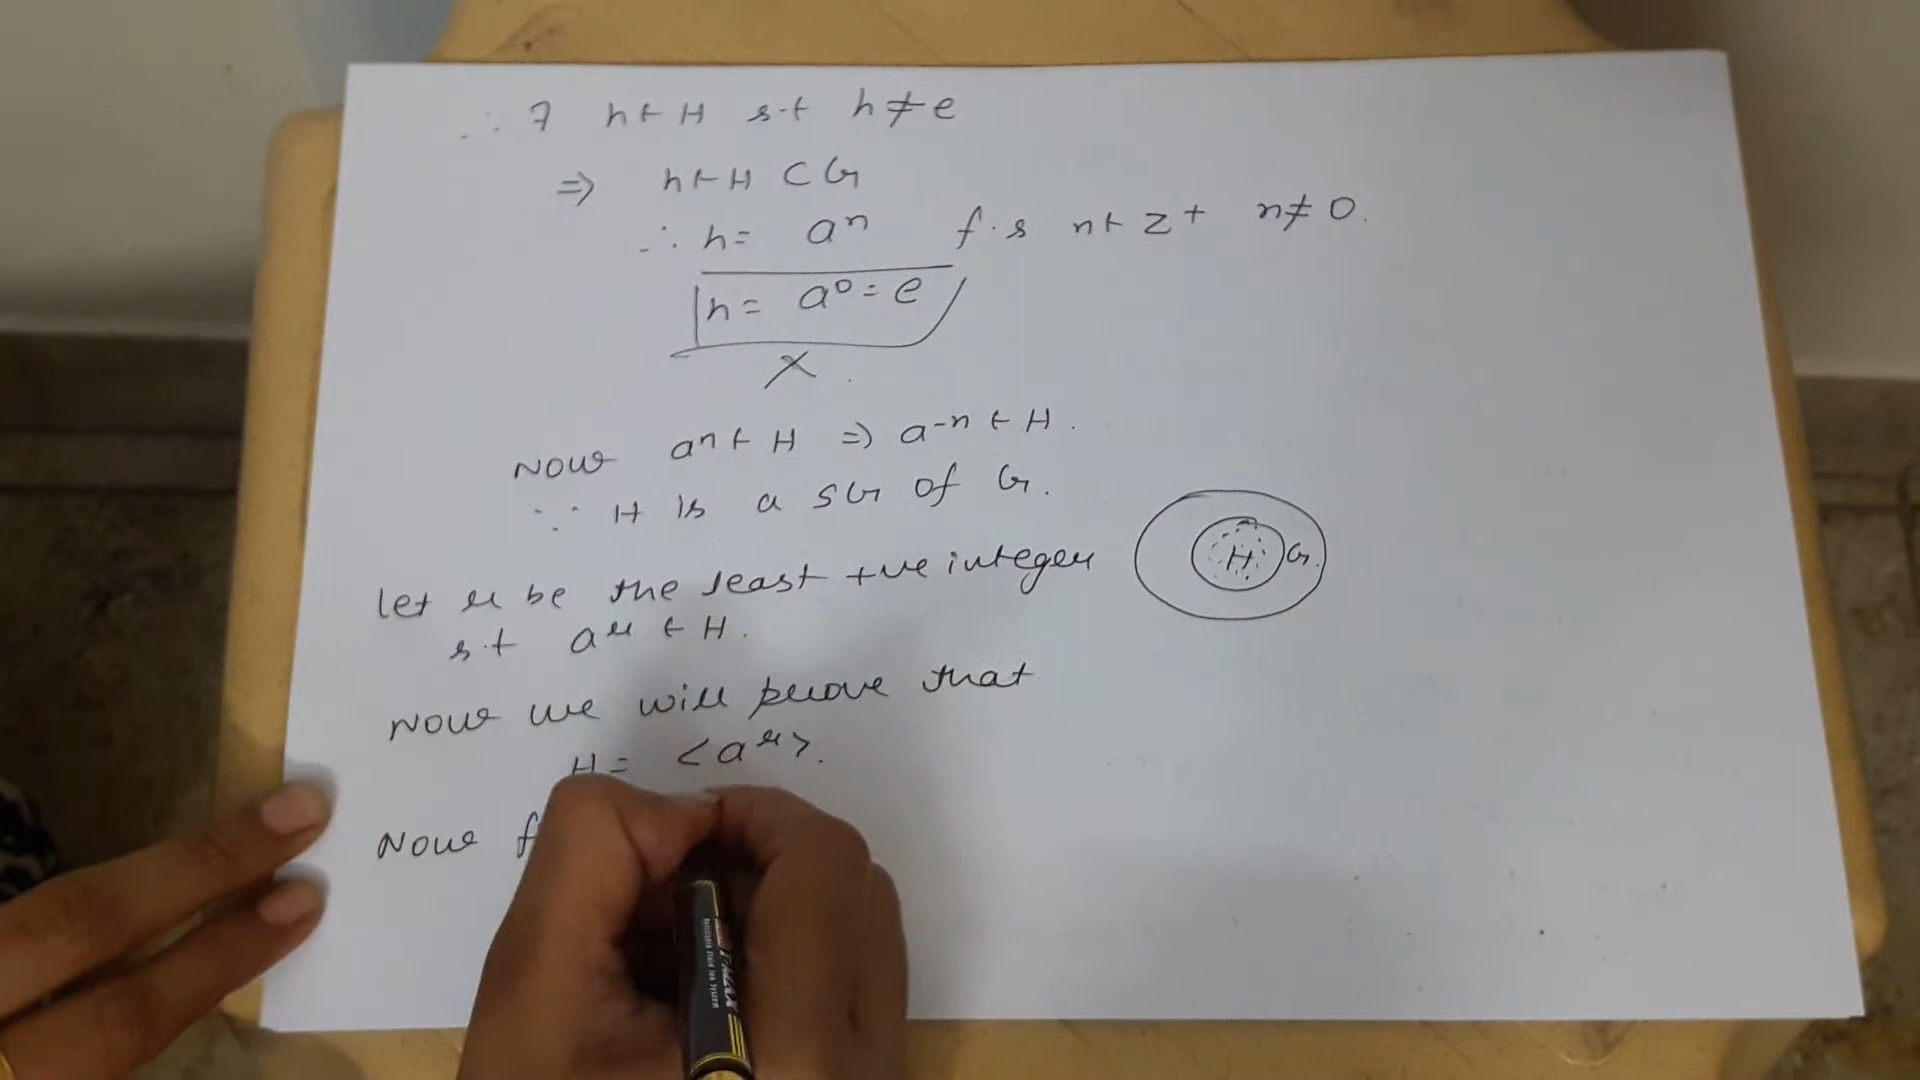 ∴ ∃ h ∈ H s.t h ≠ e
⇒ h ∈ H ⊂ G
∴ h = aⁿ f.s n ∈ Z+ n ≠ 0.
h = a⁰ = e
X
Now aⁿ ∈ H ⇒ a⁻ⁿ ∈ H.
∵ H is a SG of G.
H G.
let r be the least +ve integer
s.t aʳ ∈ H.
Now we will prove that
H = <aʳ>.
Now